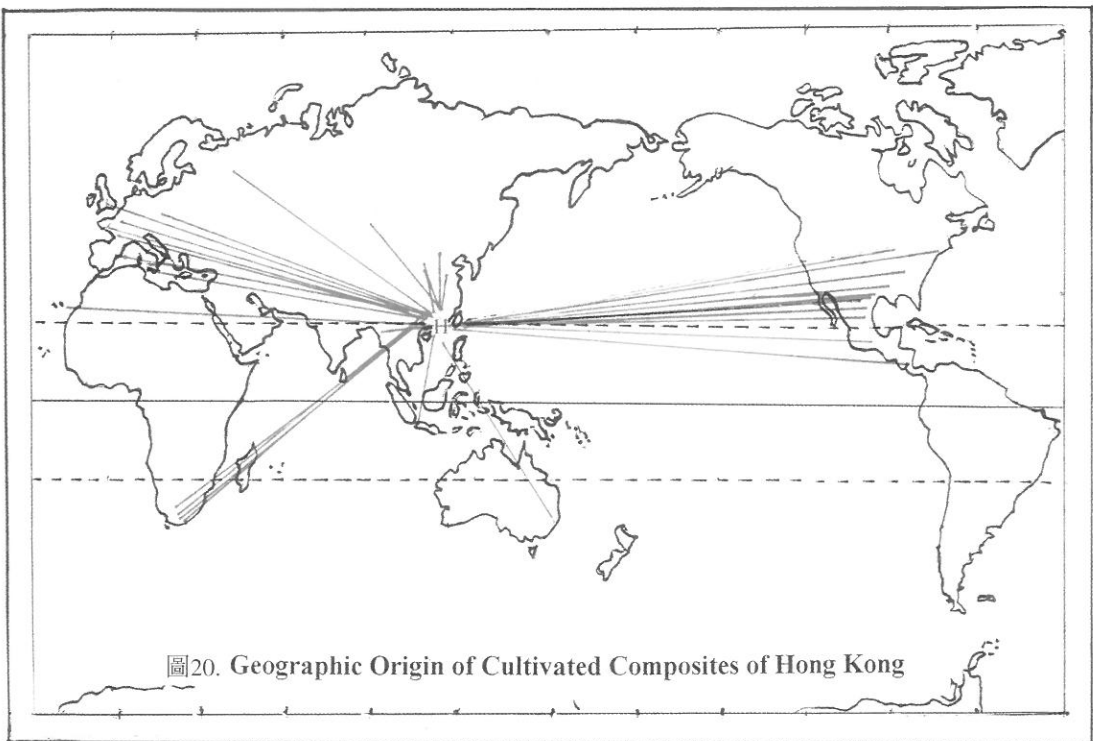 H
圖20. Geographic Origin of Cultivated Composites of Hong Kong